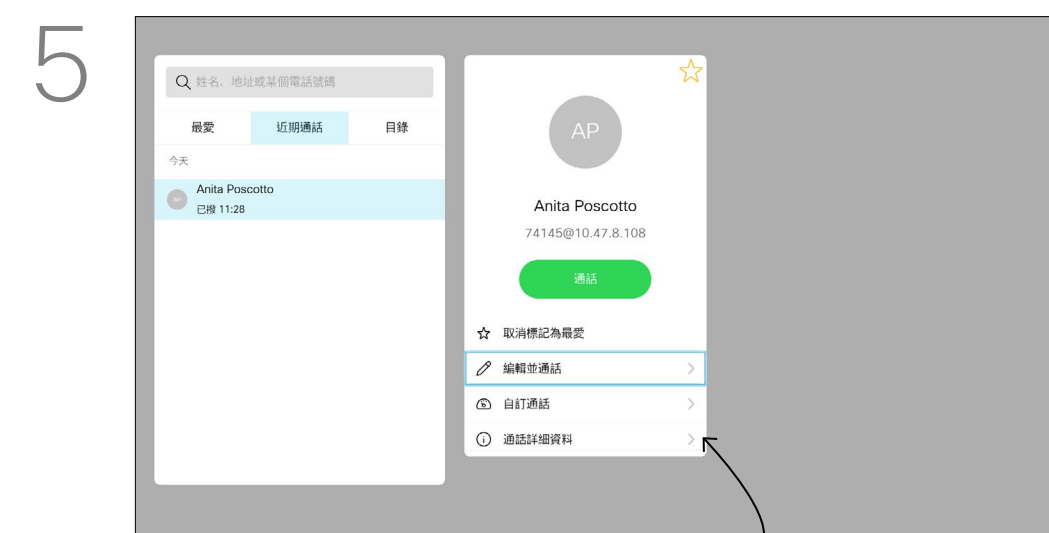 5
姓名，地址或某個電話號碼
最愛 近期通話 目錄
今天
AP
Anita Poscotto
已撥 11:28
AP
Anita Poscotto
74145@10.47.8.108
通話
取消標記為最愛
編輯並通話
自訂通話
通話詳細資料